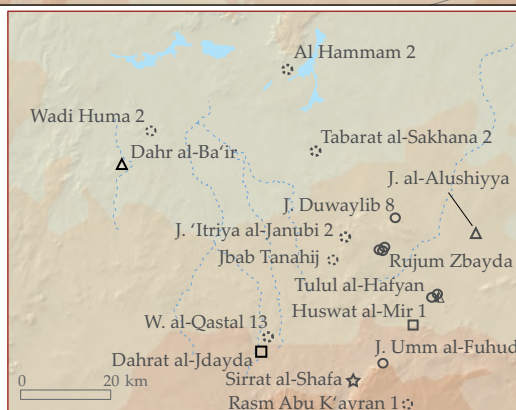 Al Hammam 2
Wadi Huma 2
Tabarat al-Sakhana 2
Dahr al-Ba‘ir
J. al-Alushiyya
J. Duwaylib 8
J. ‘Itriya al-Janubi 2
Jbab Tanahij
Rujum Zbayda
Tulul al-Hafyan
Huswat al-Mir 1
W. al-Qastal 13
Dahrat al-Jdayda
J. Umm al-Fuhud
Sirrat al-Shafa
0 20 km
Rasm Abu K‘ayran 1